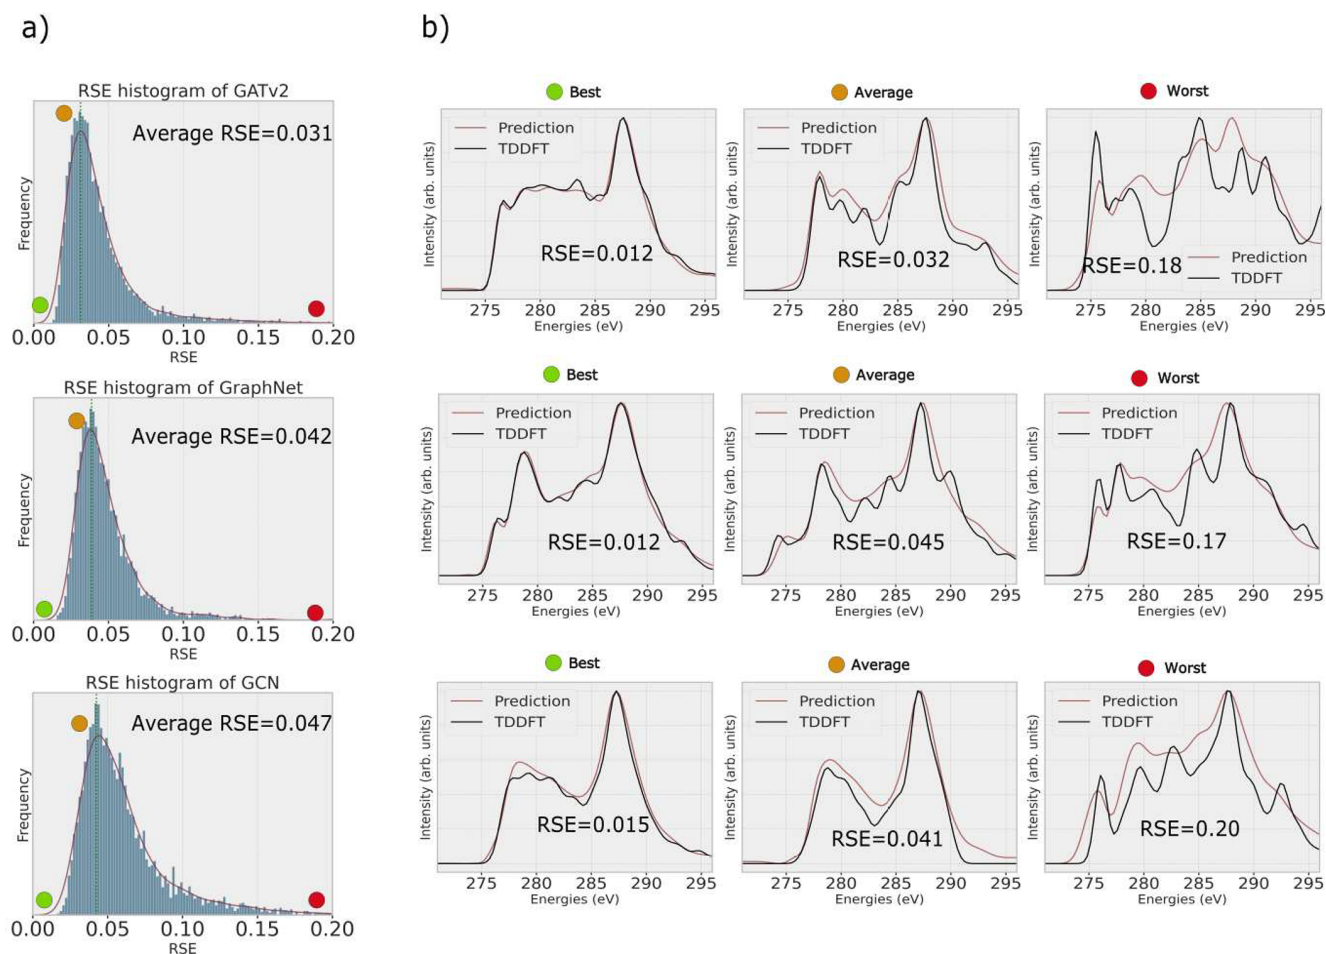 a)
RSE histogram of GATv2
Average RSE=0.031
Frequency
0.00 0.05 0.10 0.15 0.20
RSE
RSE histogram of GraphNet
Average RSE=0.042
Frequency
0.00 0.05 0.10 0.15 0.20
RSE
RSE histogram of GCN
Average RSE=0.047
Frequency
0.00 0.05 0.10 0.15 0.20
RSE
b)
Best
Prediction
TDDFT
RSE=0.012
Intensity (arb. units)
275 280 285 290 295
Energies (eV)
Average
Prediction
TDDFT
RSE=0.032
Intensity (arb. units)
275 280 285 290 295
Energies (eV)
Worst
RSE=0.18
Prediction
TDDFT
Intensity (arb. units)
275 280 285 290 295
Energies (eV)
Best
Prediction
TDDFT
RSE=0.012
Intensity (arb. units)
275 280 285 290 295
Energies (eV)
Average
Prediction
TDDFT
RSE=0.045
Intensity (arb. units)
275 280 285 290 295
Energies (eV)
Worst
Prediction
TDDFT
RSE=0.17
Intensity (arb. units)
275 280 285 290 295
Energies (eV)
Best
Prediction
TDDFT
RSE=0.015
Intensity (arb. units)
275 280 285 290 295
Energies (eV)
Average
Prediction
TDDFT
RSE=0.041
Intensity (arb. units)
275 280 285 290 295
Energies (eV)
Worst
Prediction
TDDFT
RSE=0.20
Intensity (arb. units)
275 280 285 290 295
Energies (eV)